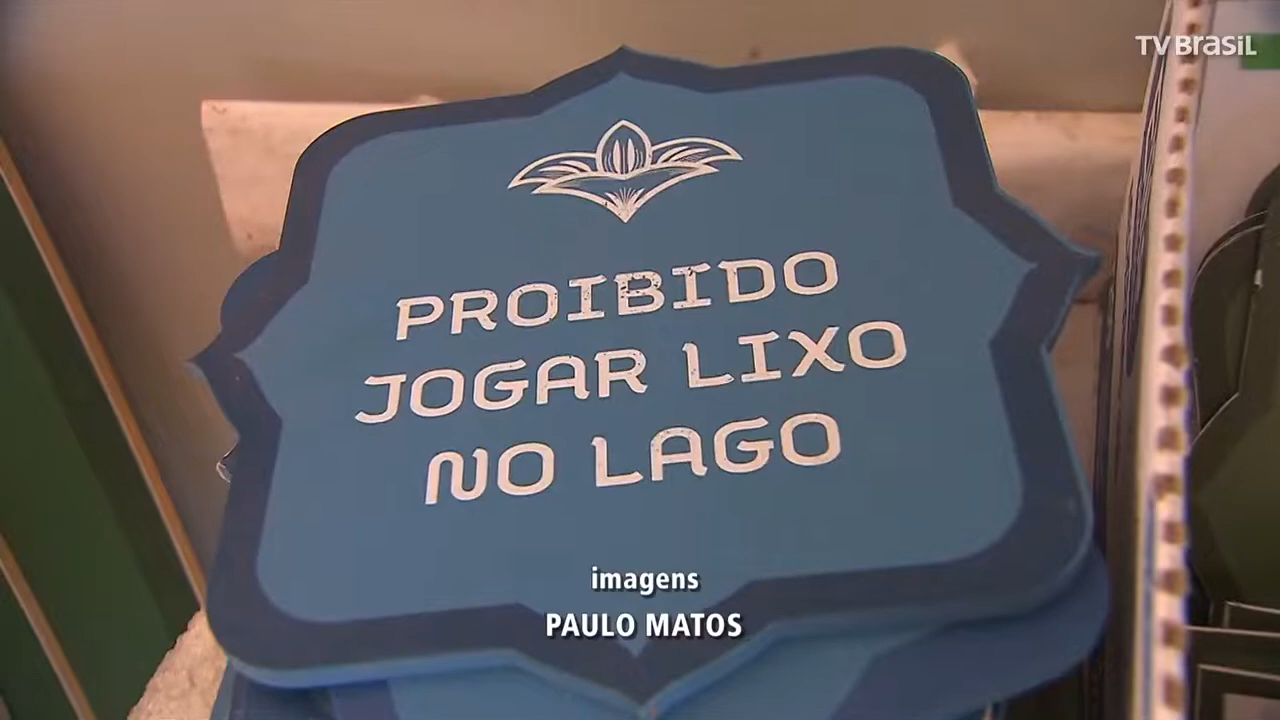 TV BRASIL
PROIBIDO
JOGAR LIXO
NO LAGO
imagens
PAULO MATOS